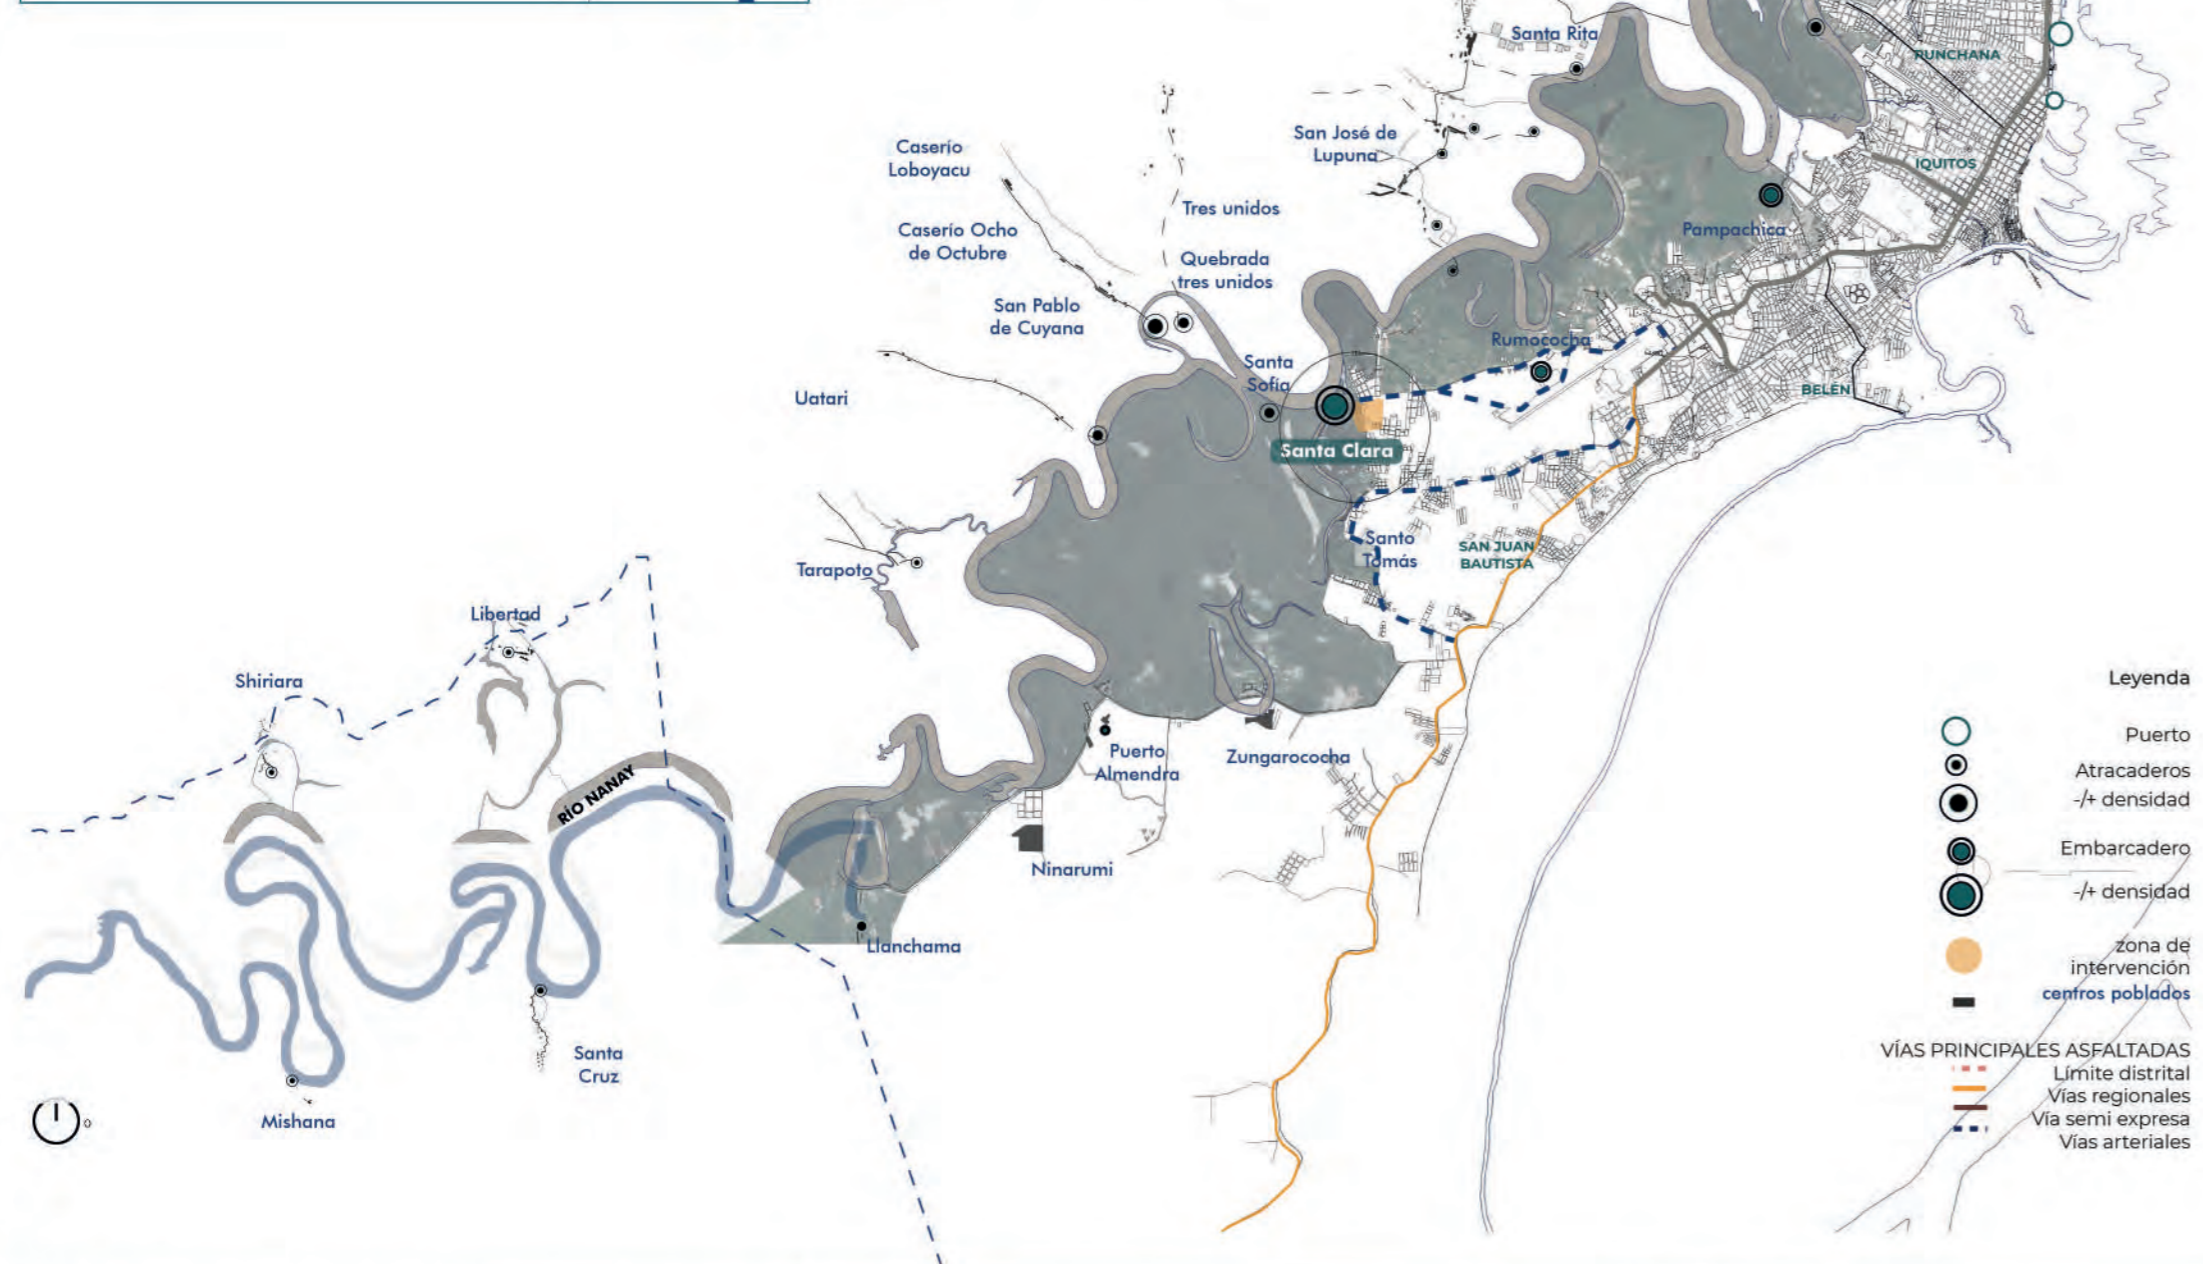 Santa Rita
PUNCHANA
San José de
Lupuna
Caserío
Loboyacu
IQUITOS
Tres unidos
Caserío Ocho
de Octubre
Pampachica
Quebrada
tres unidos
San Pablo
de Cuyana
Rumococha
Santa
Sofía
Uatari
BELÉN
Santa Clara
Santo
Tomás
SAN JUAN
BAUTISTA
Tarapoto
Libertad
Shiriara
RÍO NANAY
Puerto
Almendra
Zungarococha
Ninarumi
Llanchama
Santa
Cruz
Mishana
0
Leyenda
Puerto
Atracaderos
-/+ densidad
Embarcadero
-/+ densidad
zona de
intervención
centros poblados
VÍAS PRINCIPALES ASFALTADAS
Límite distrital
Vías regionales
Vía semi expresa
Vías arteriales